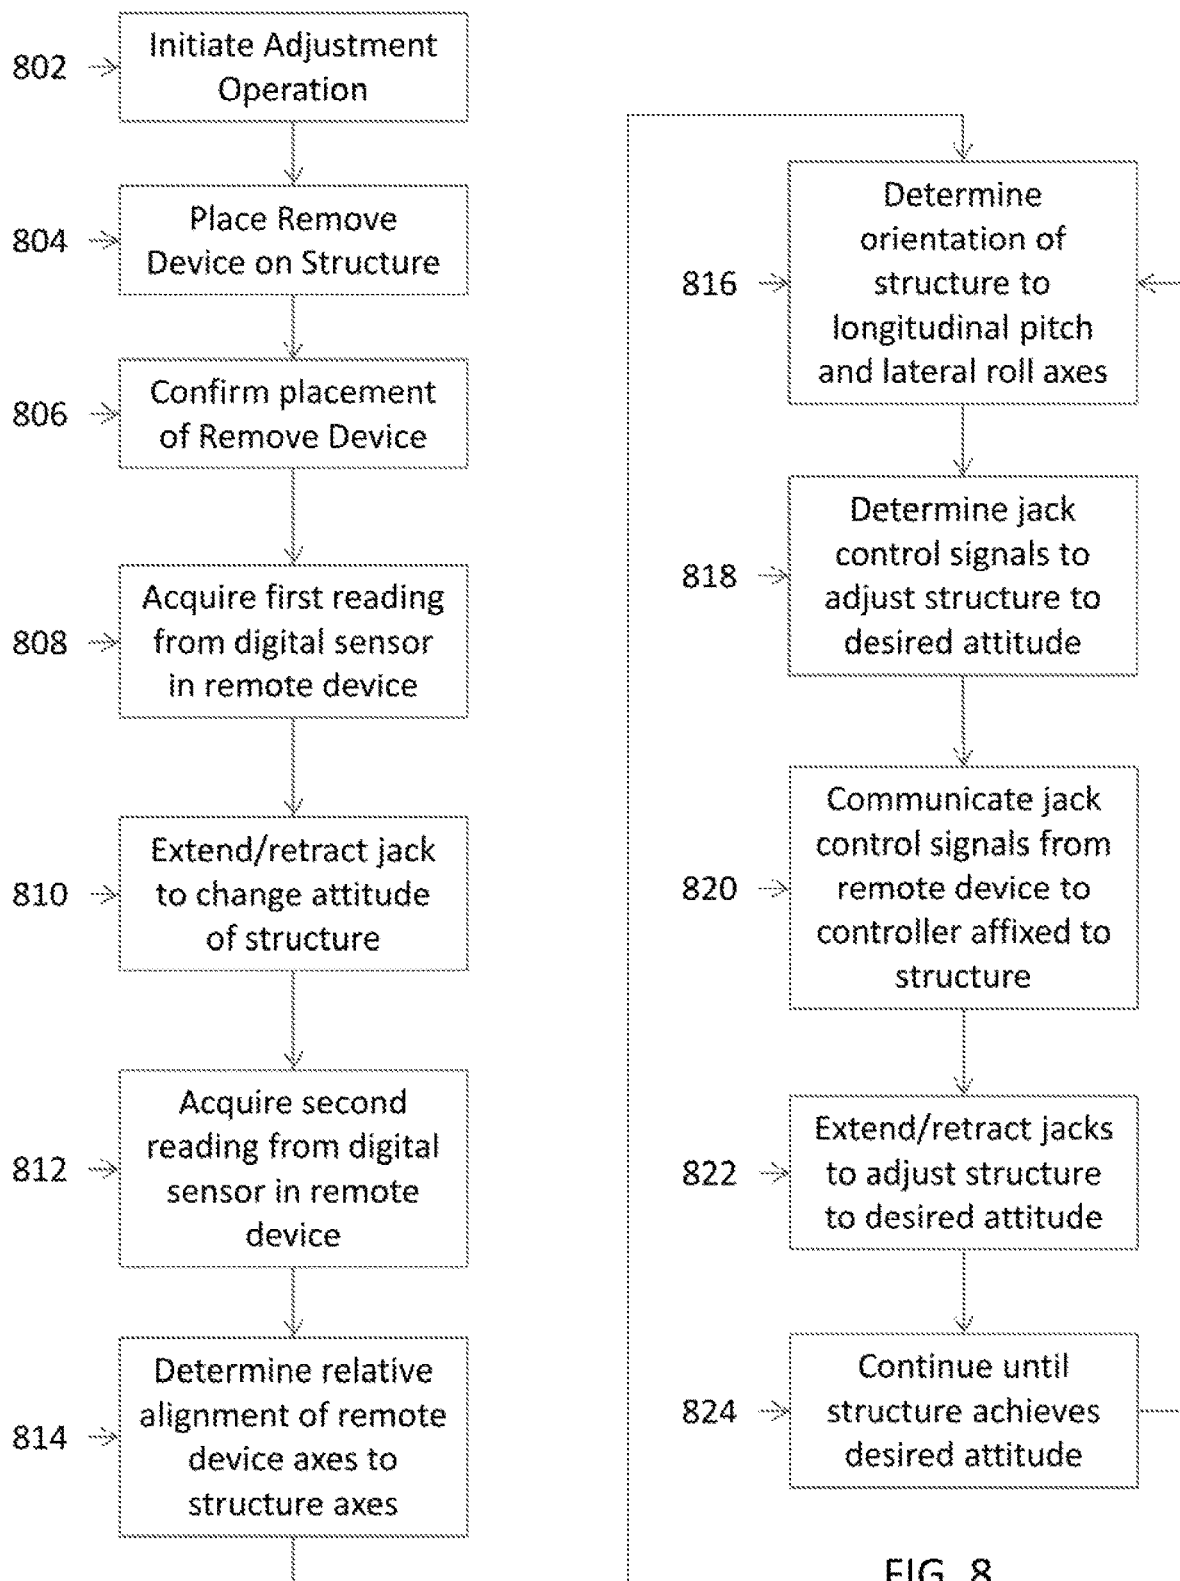 802
Initiate Adjustment
Operation
804
Place Remove
Device on Structure
806
Confirm placement
of Remove Device
808
Acquire first reading
from digital sensor
in remote device
810
Extend/retract jack
to change attitude
of structure
812
Acquire second
reading from digital
sensor in remote
device
814
Determine relative
alignment of remote
device axes to
structure axes
816
Determine
orientation of
structure to
longitudinal pitch
and lateral roll axes
818
Determine jack
control signals to
adjust structure to
desired attitude
820
Communicate jack
control signals from
remote device to
controller affixed to
structure
822
Extend/retract jacks
to adjust structure
to desired attitude
824
Continue until
structure achieves
desired attitude
FIG. 8